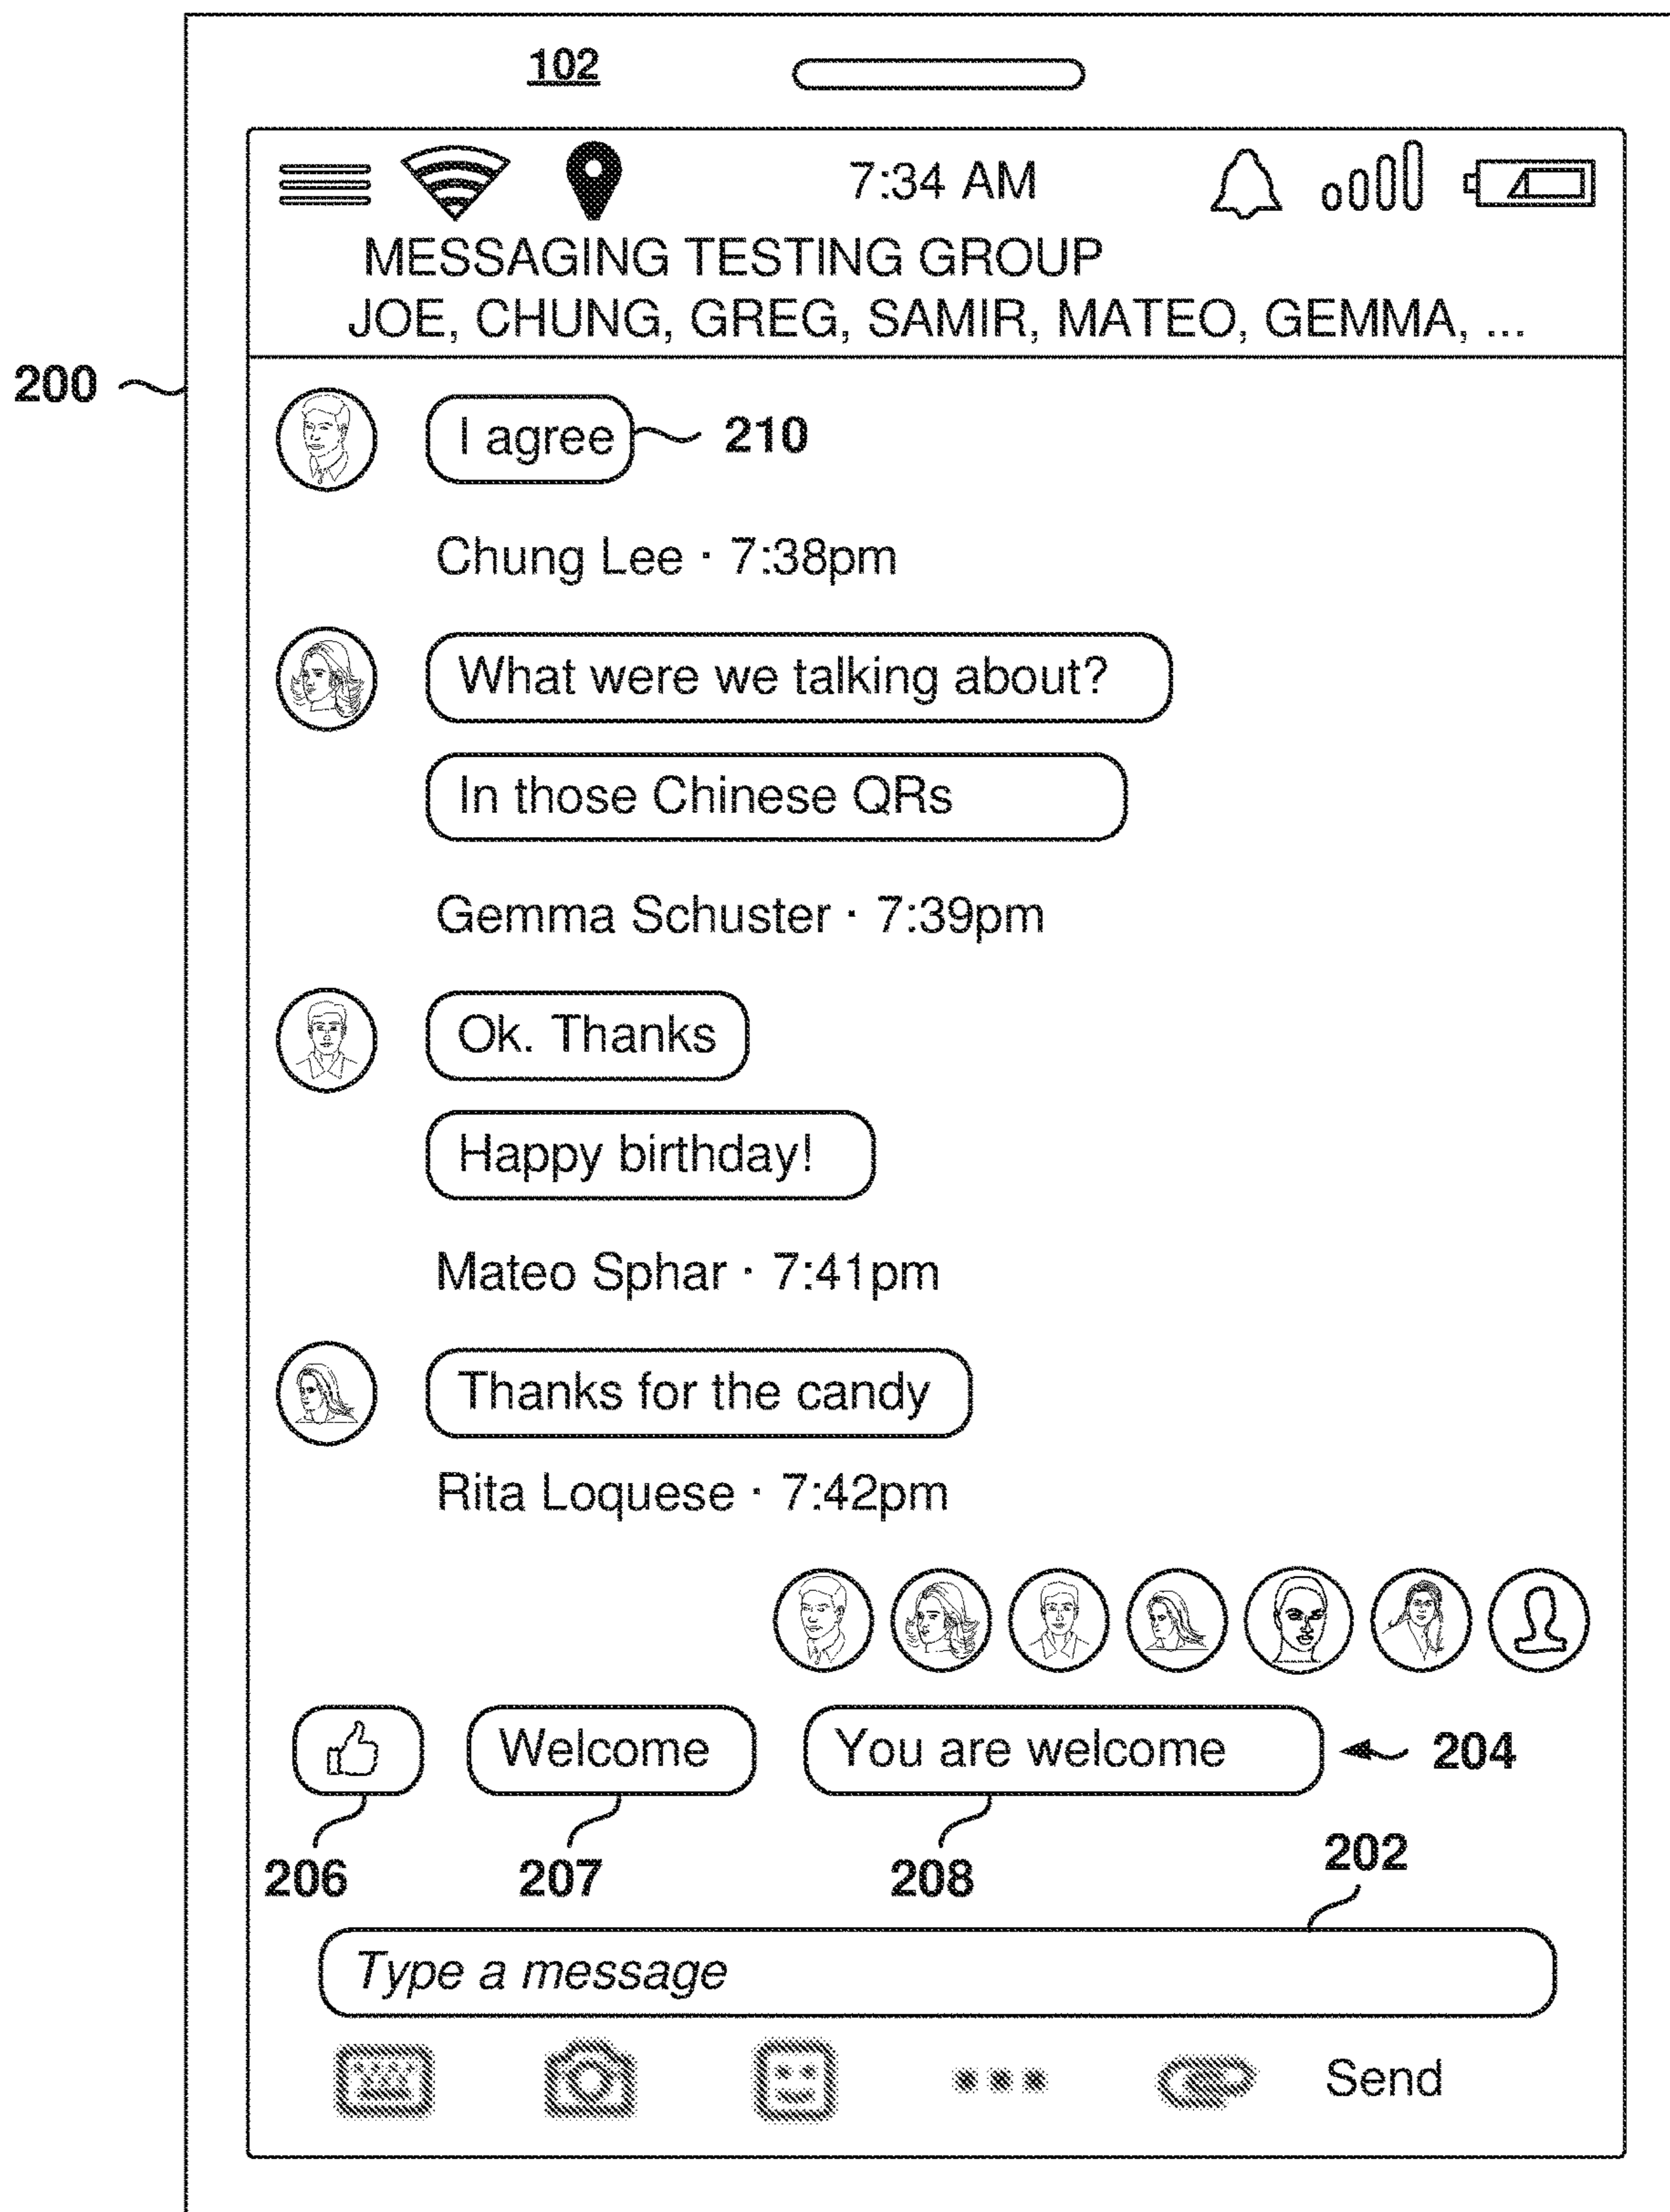 102
7:34 AM
MESSAGING TESTING GROUP
JOE, CHUNG, GREG, SAMIR, MATEO, GEMMA, ...
200
I agree 210
Chung Lee · 7:38pm
What were we talking about?
In those Chinese QRs
Gemma Schuster · 7:39pm
Ok. Thanks
Happy birthday!
Mateo Sphar · 7:41pm
Thanks for the candy
Rita Loquese · 7:42pm
Welcome You are welcome 204
206 207 208 202
Type a message
Send